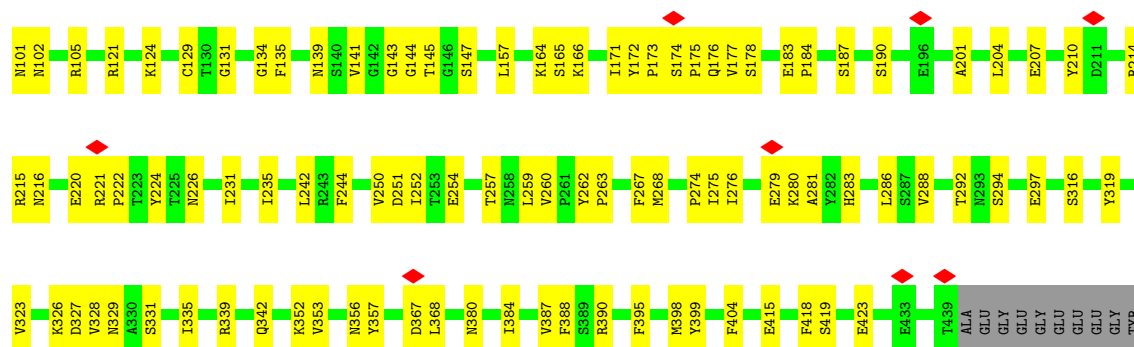 N101 N102 R105 R121 K124 C129 T130 G131 G134 F135 N139 S140 V141 G142 G143 G144 T145 G146 S147 L157 K164 S165 K166 I171 Y172 P173 S174 P175 Q176 V177 S178 E183 P184 S187 S190 E196 A201 L204 E207 Y210 D211
R215 N216 E220 R221 P222 T223 Y224 T225 N226 I231 I235 L242 R243 F244 V250 D251 I252 T253 E254 T257 N258 L259 V260 P261 Y262 P263 F267 M268 P274 I275 I276 E279 K280 A281 Y282 H283 L286 S287 V288 T292 N293 S294 E297 S316 Y319
V323 K326 D327 V328 N329 A330 S331 I335 R339 Q342 K352 V353 N356 Y357 D367 L368 N380 I384 V387 F388 S389 R390 F395 M398 Y399 F404 E415 F418 S419 E423 E433 T439 ALA GLU GLY GLU GLY GLU GLU GLU GLY